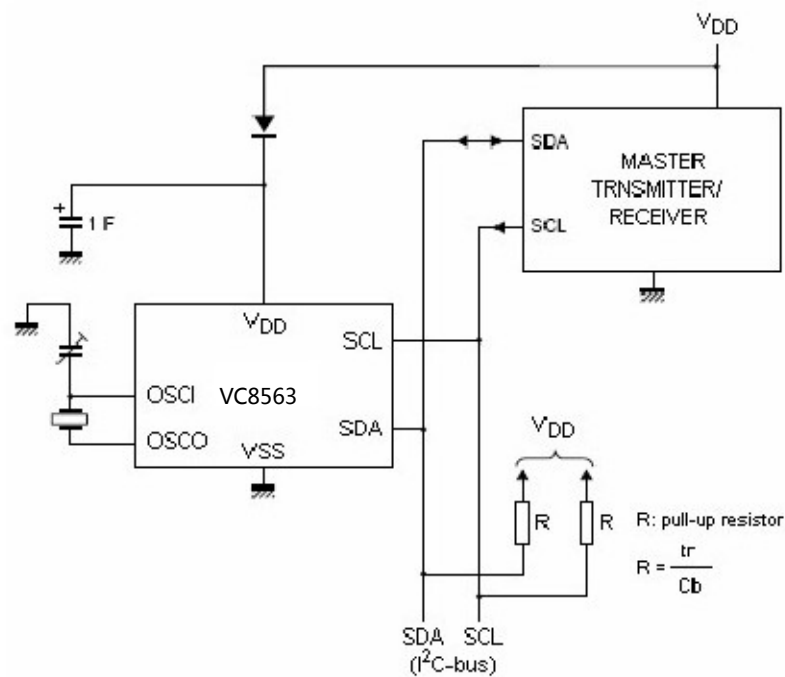 VDD
SDA
MASTER
TRNSMITTER/
RECEIVER
SCL
+
1 F
VDD
SCL
OSCI
VC8563
SDA
OSCO
VSS
VDD
R
R
R: pull-up resistor
R = tr
Cb
SDA SCL
(I²C-bus)